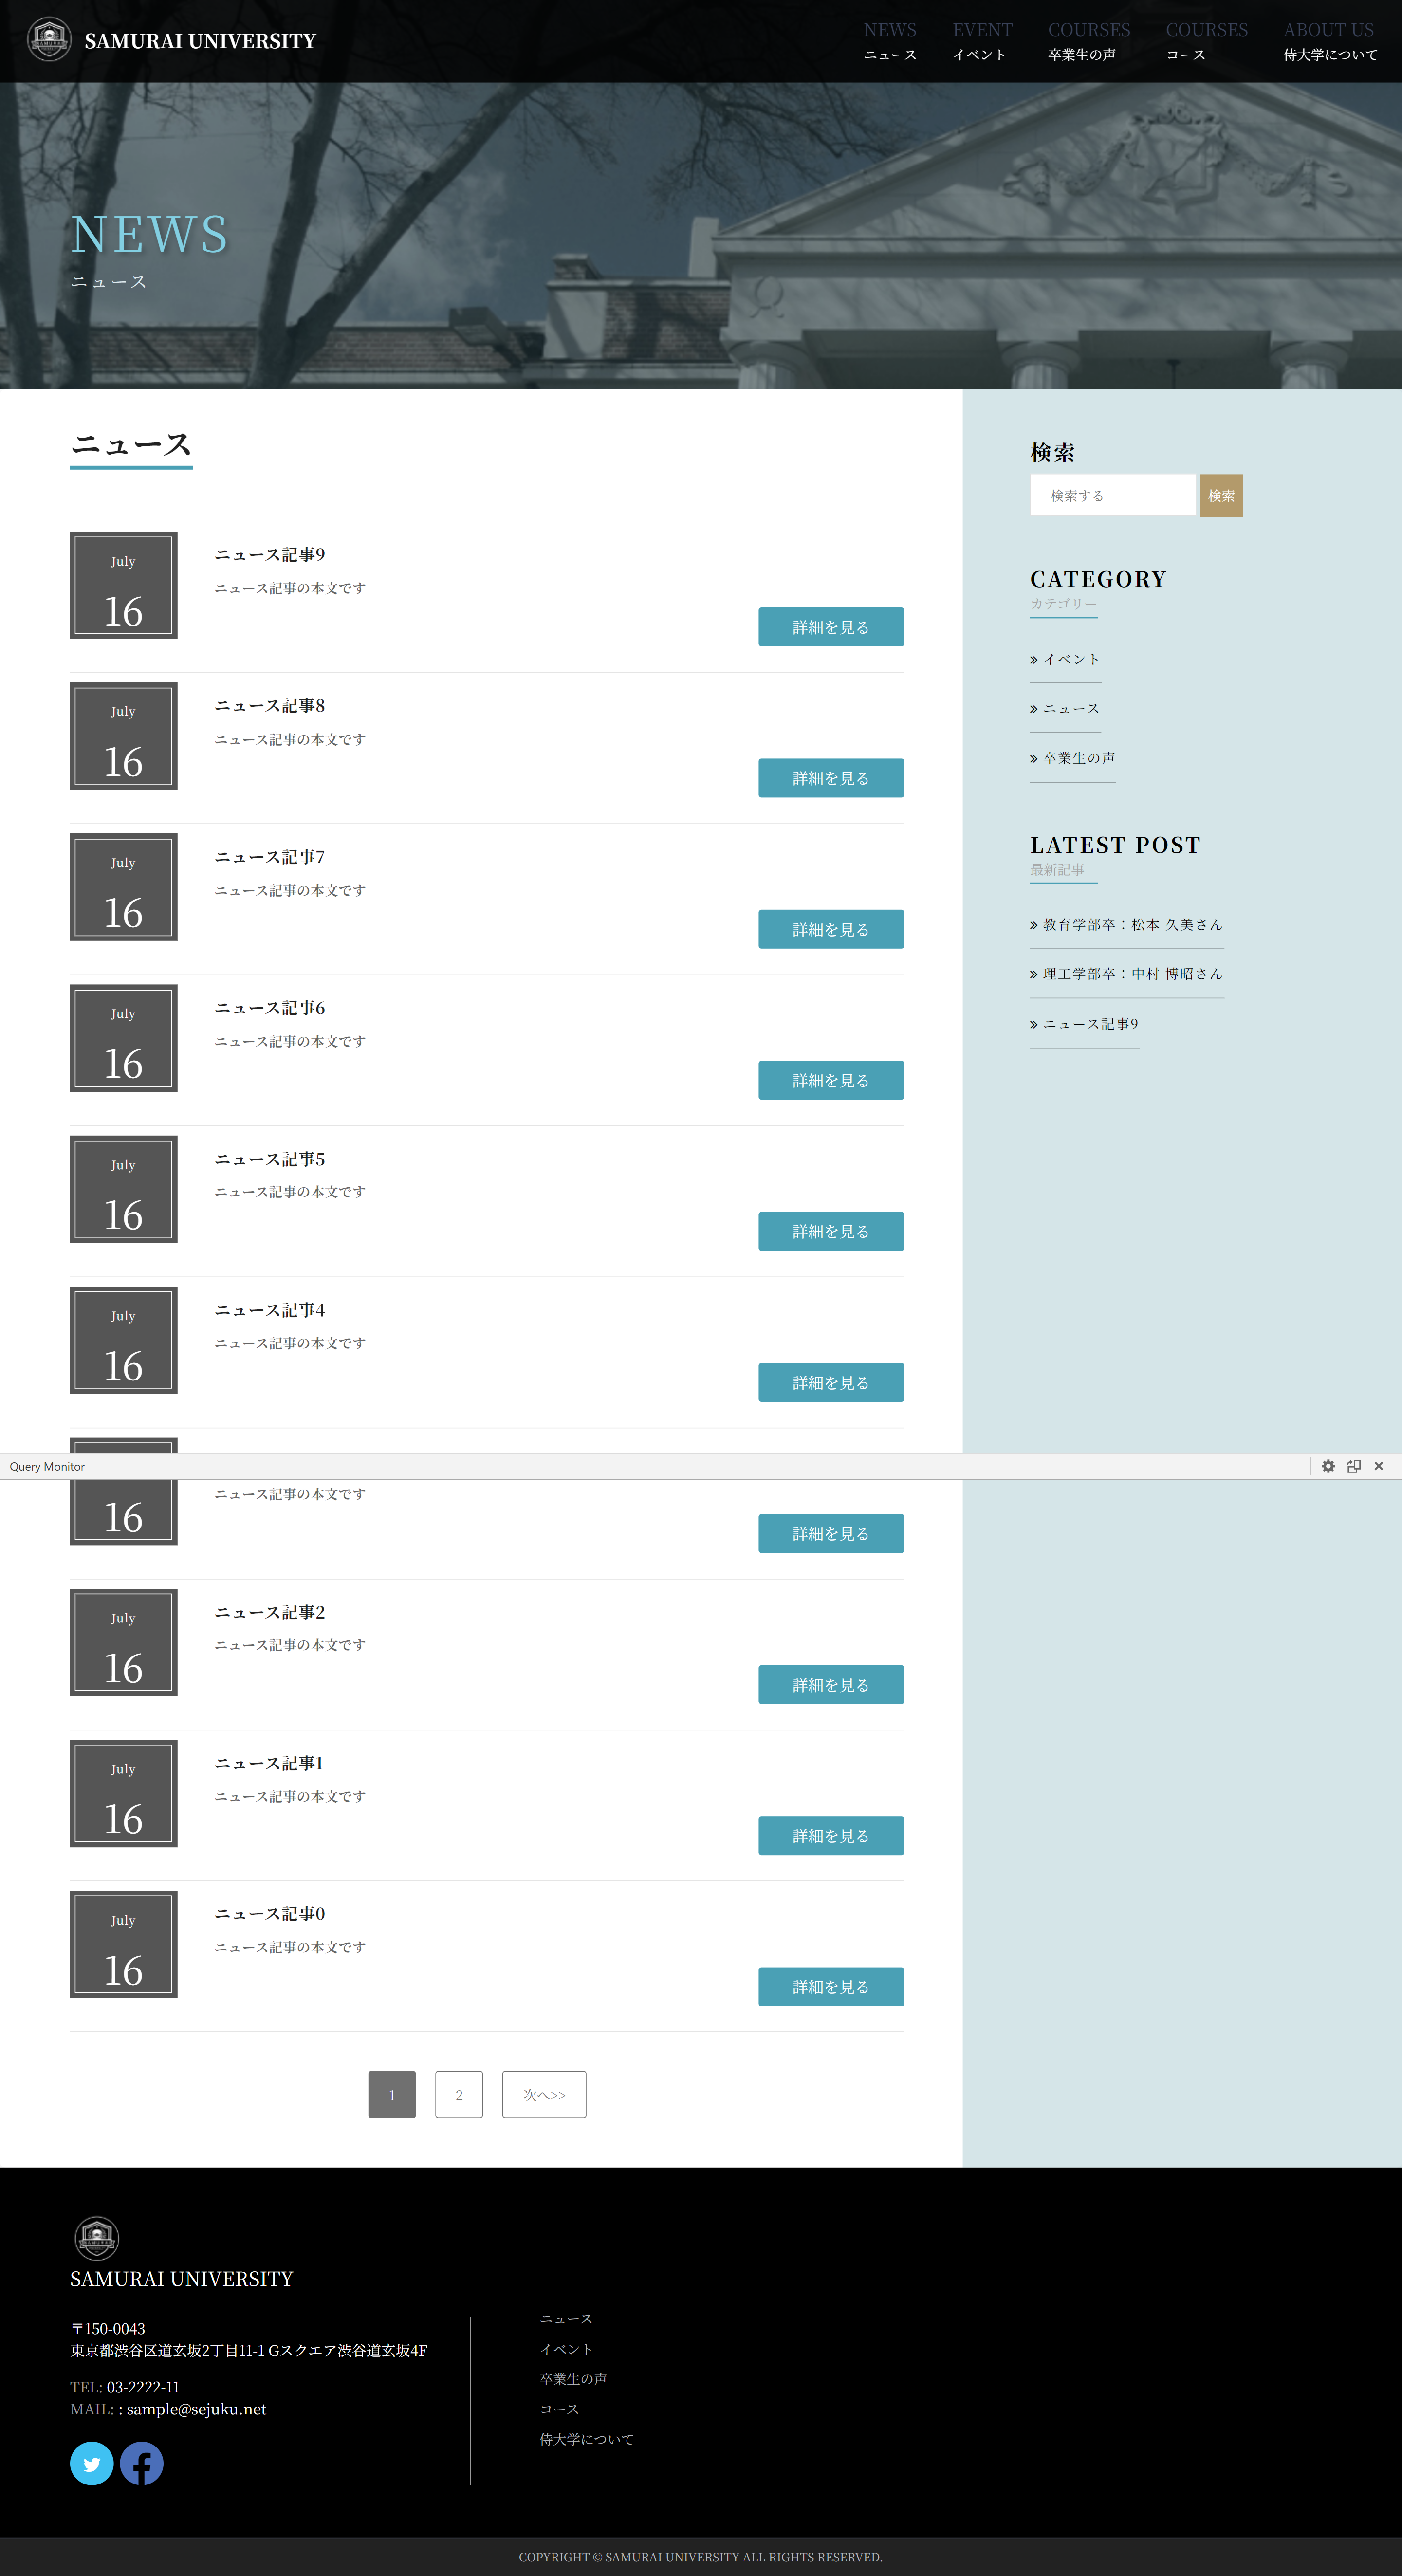 SAMURAI UNIVERSITY
NEWS
ニュース
EVENT
イベント
COURSES
卒業生の声
COURSES
コース
ABOUT US
侍大学について
NEWS
ニュース
ニュース
July
16
ニュース記事9
ニュース記事の本文です
詳細を見る
July
16
ニュース記事8
ニュース記事の本文です
詳細を見る
July
16
ニュース記事7
ニュース記事の本文です
詳細を見る
July
16
ニュース記事6
ニュース記事の本文です
詳細を見る
July
16
ニュース記事5
ニュース記事の本文です
詳細を見る
July
16
ニュース記事4
ニュース記事の本文です
詳細を見る
Query Monitor
16
ニュース記事の本文です
詳細を見る
July
16
ニュース記事2
ニュース記事の本文です
詳細を見る
July
16
ニュース記事1
ニュース記事の本文です
詳細を見る
July
16
ニュース記事0
ニュース記事の本文です
詳細を見る
1
2
次へ>>
検索
検索する
検索
CATEGORY
カテゴリー
» イベント
» ニュース
» 卒業生の声
LATEST POST
最新記事
» 教育学部卒：松本 久美さん
» 理工学部卒：中村 博昭さん
» ニュース記事9
SAMURAI UNIVERSITY
〒150-0043
東京都渋谷区道玄坂2丁目11-1 Gスクエア渋谷道玄坂4F
TEL: 03-2222-11
MAIL: : sample@sejuku.net
ニュース
イベント
卒業生の声
コース
侍大学について
COPYRIGHT © SAMURAI UNIVERSITY ALL RIGHTS RESERVED.